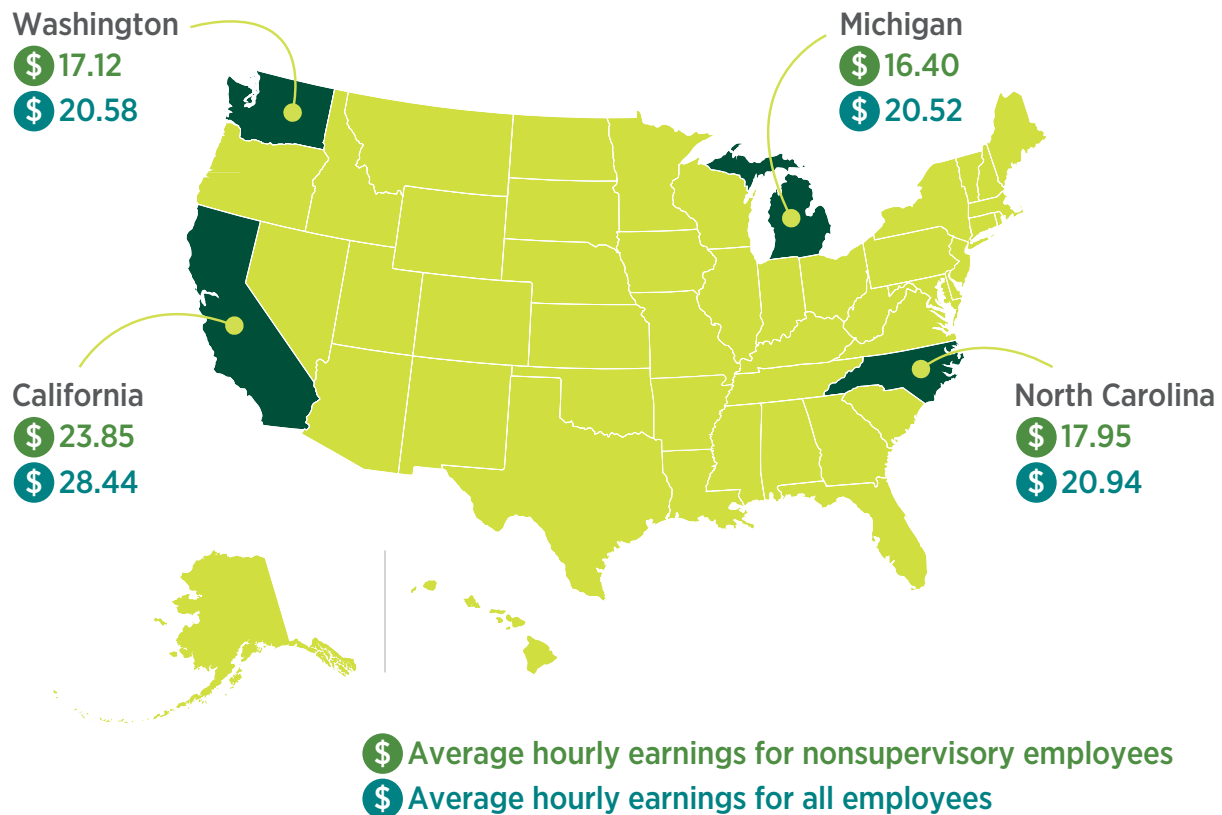 Washington
$ 17.12
$ 20.58
Michigan
$ 16.40
$ 20.52
California
$ 23.85
$ 28.44
North Carolina
$ 17.95
$ 20.94
$ Average hourly earnings for nonsupervisory employees
$ Average hourly earnings for all employees